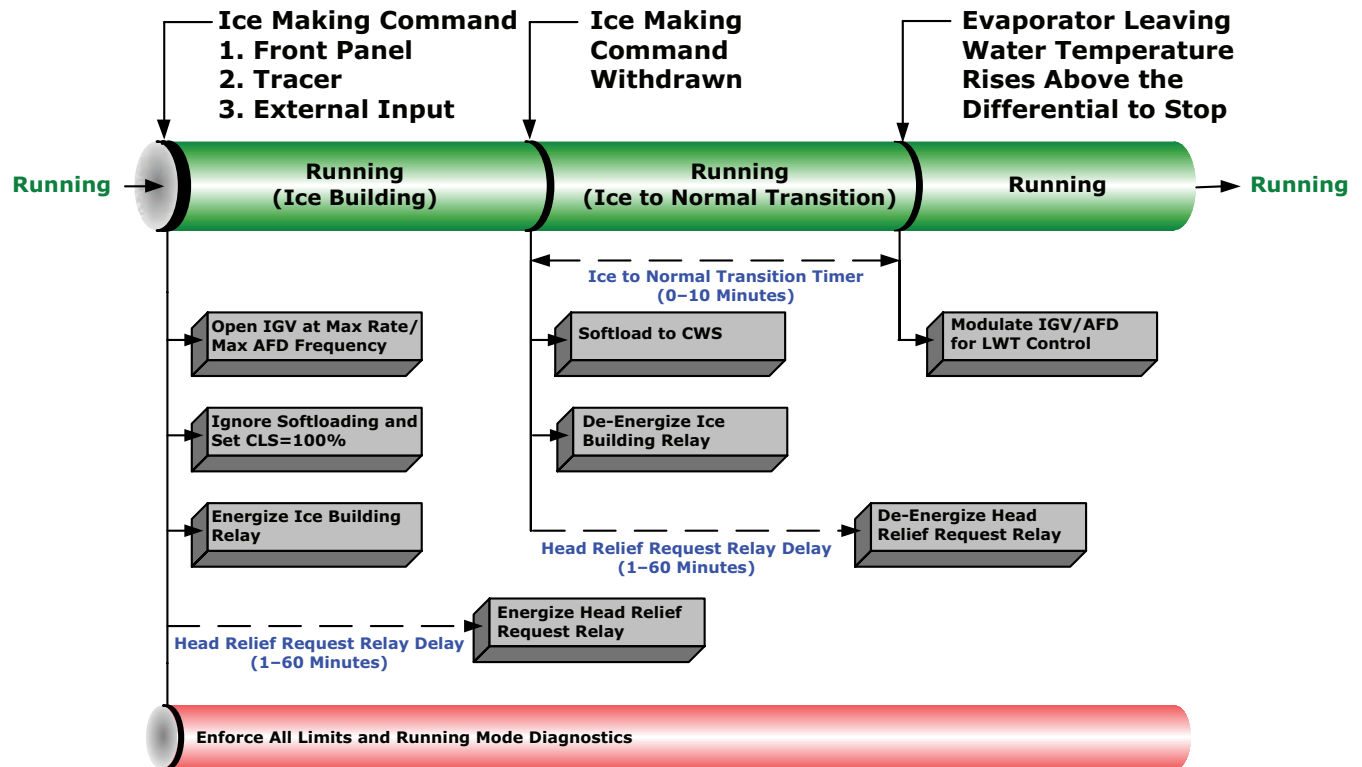 Ice Making Command
1. Front Panel
2. Tracer
3. External Input
Ice Making
Command
Withdrawn
Evaporator Leaving
Water Temperature
Rises Above the
Differential to Stop
Running
Running
(Ice Building)
Running
(Ice to Normal Transition)
Running
Running
Ice to Normal Transition Timer
(0–10 Minutes)
Open IGV at Max Rate/
Max AFD Frequency
Softload to CWS
Modulate IGV/AFD
for LWT Control
Ignore Softloading and
Set CLS=100%
De-Energize Ice
Building Relay
Energize Ice Building
Relay
De-Energize Head
Relief Request Relay
Head Relief Request Relay Delay
(1–60 Minutes)
Energize Head Relief
Request Relay
Head Relief Request Relay Delay
(1–60 Minutes)
Enforce All Limits and Running Mode Diagnostics